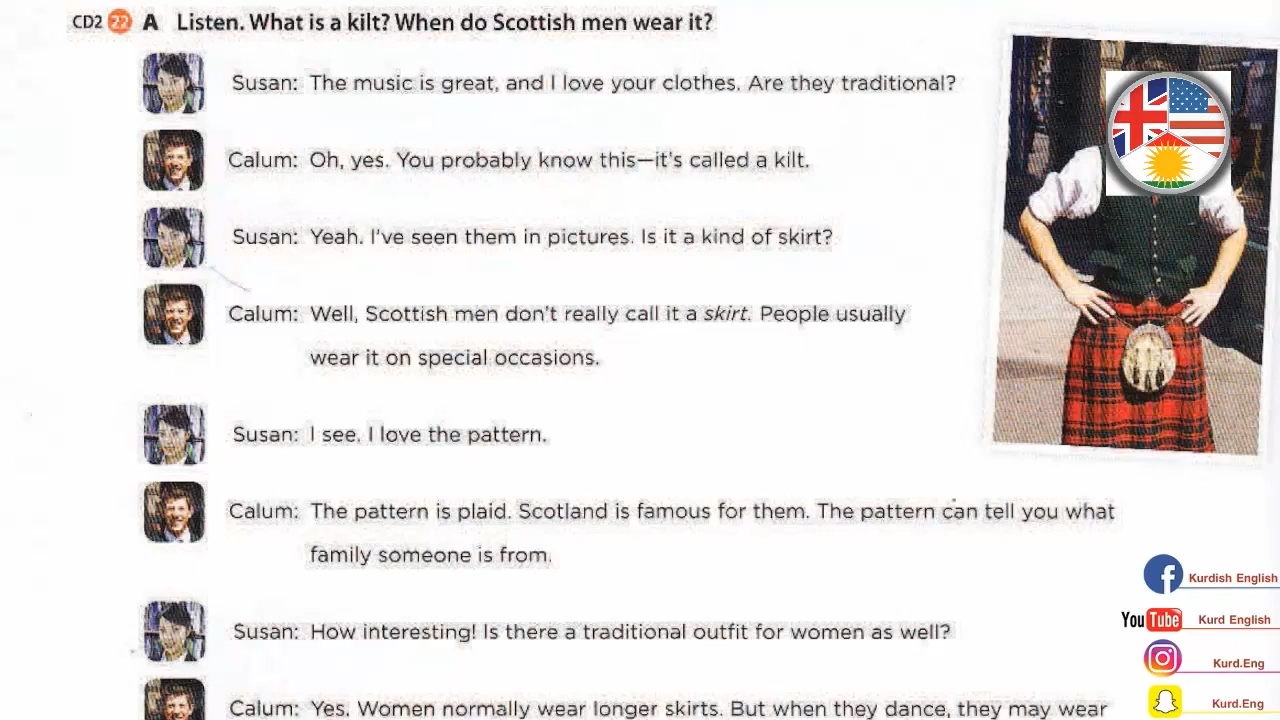 CD2 22 A Listen. What is a kilt? When do Scottish men wear it?
Susan: The music is great, and I love your clothes. Are they traditional?
Calum: Oh, yes. You probably know this—it's called a kilt.
Susan: Yeah. I've seen them in pictures. Is it a kind of skirt?
Calum: Well, Scottish men don't really call it a skirt. People usually
wear it on special occasions.
Susan: I see. I love the pattern.
Calum: The pattern is plaid. Scotland is famous for them. The pattern can tell you what
family someone is from.
Susan: How interesting! Is there a traditional outfit for women as well?
Calum: Yes. Women normally wear longer skirts. But when they dance, they may wear
Kurdish English
YouTube Kurd English
Kurd.Eng
Kurd.Eng